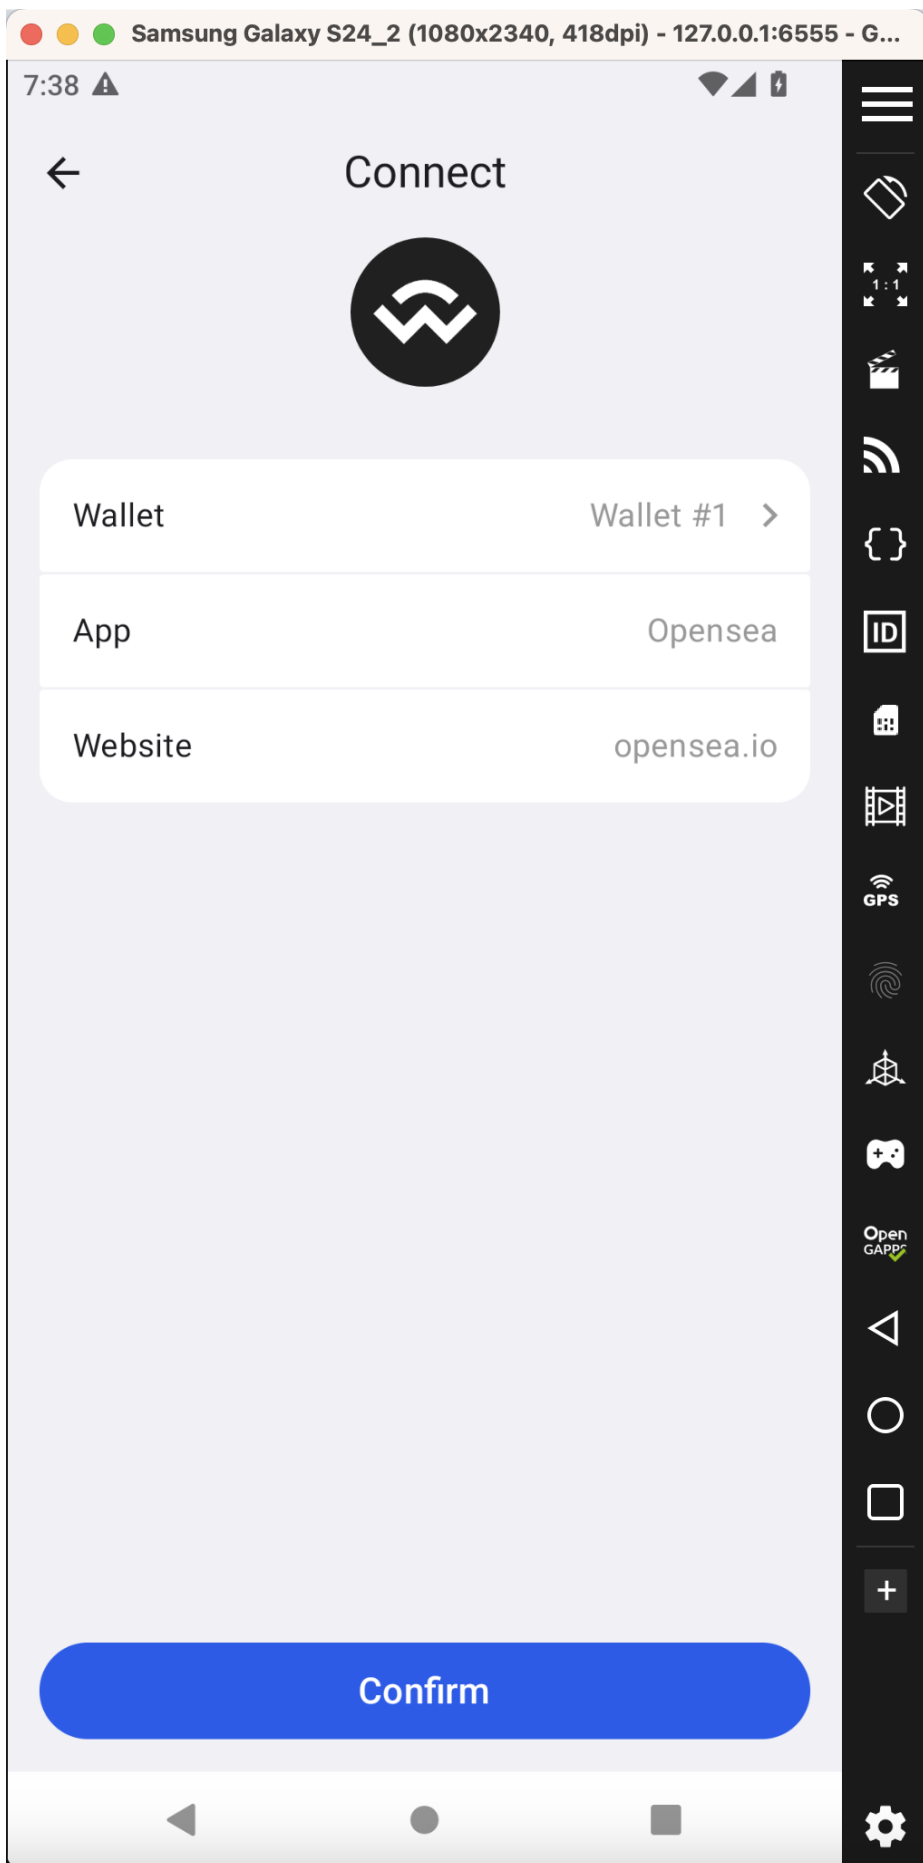 Samsung Galaxy S24_2 (1080x2340, 418dpi) - 127.0.0.1:6555 - G...
7:38
Connect
1:1
Wallet Wallet #1
App Opensea
Website opensea.io
ID
GPS
Open
GAPPS
Confirm